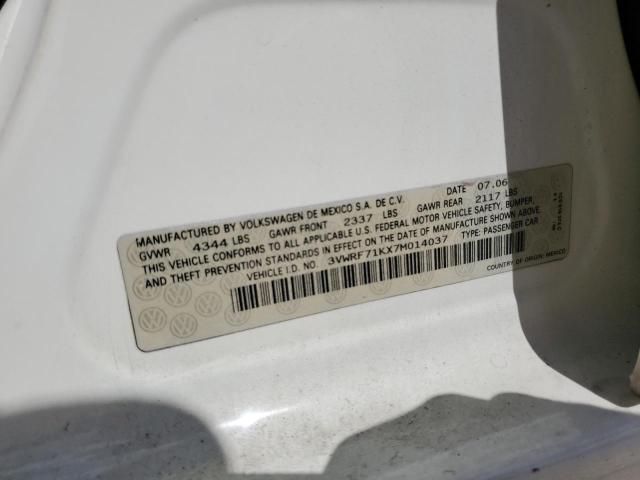 MANUFACTURED BY VOLKSWAGEN DE MEXICO S.A. DE C.V. DATE 07.06
GVWR 4344 LBS GAWR FRONT 2337 LBS GAWR REAR 2117 LBS
THIS VEHICLE CONFORMS TO ALL APPLICABLE U.S. FEDERAL MOTOR VEHICLE SAFETY, BUMPER,
AND THEFT PREVENTION STANDARDS IN EFFECT ON THE DATE OF MANUFACTURE SHOWN ABOVE.
VEHICLE I.D. NO. 3VWRF71KX7M014037 TYPE: PASSENGER CAR
COUNTRY OF ORIGIN: MEXICO